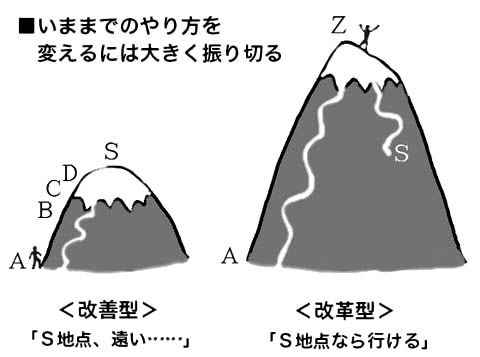 ■いままでのやり方を
変えるには大きく振り切る
Z
S
D
C
B
A
S
A
＜改善型＞
「Ｓ地点、遠い……」
＜改革型＞
「Ｓ地点なら行ける」